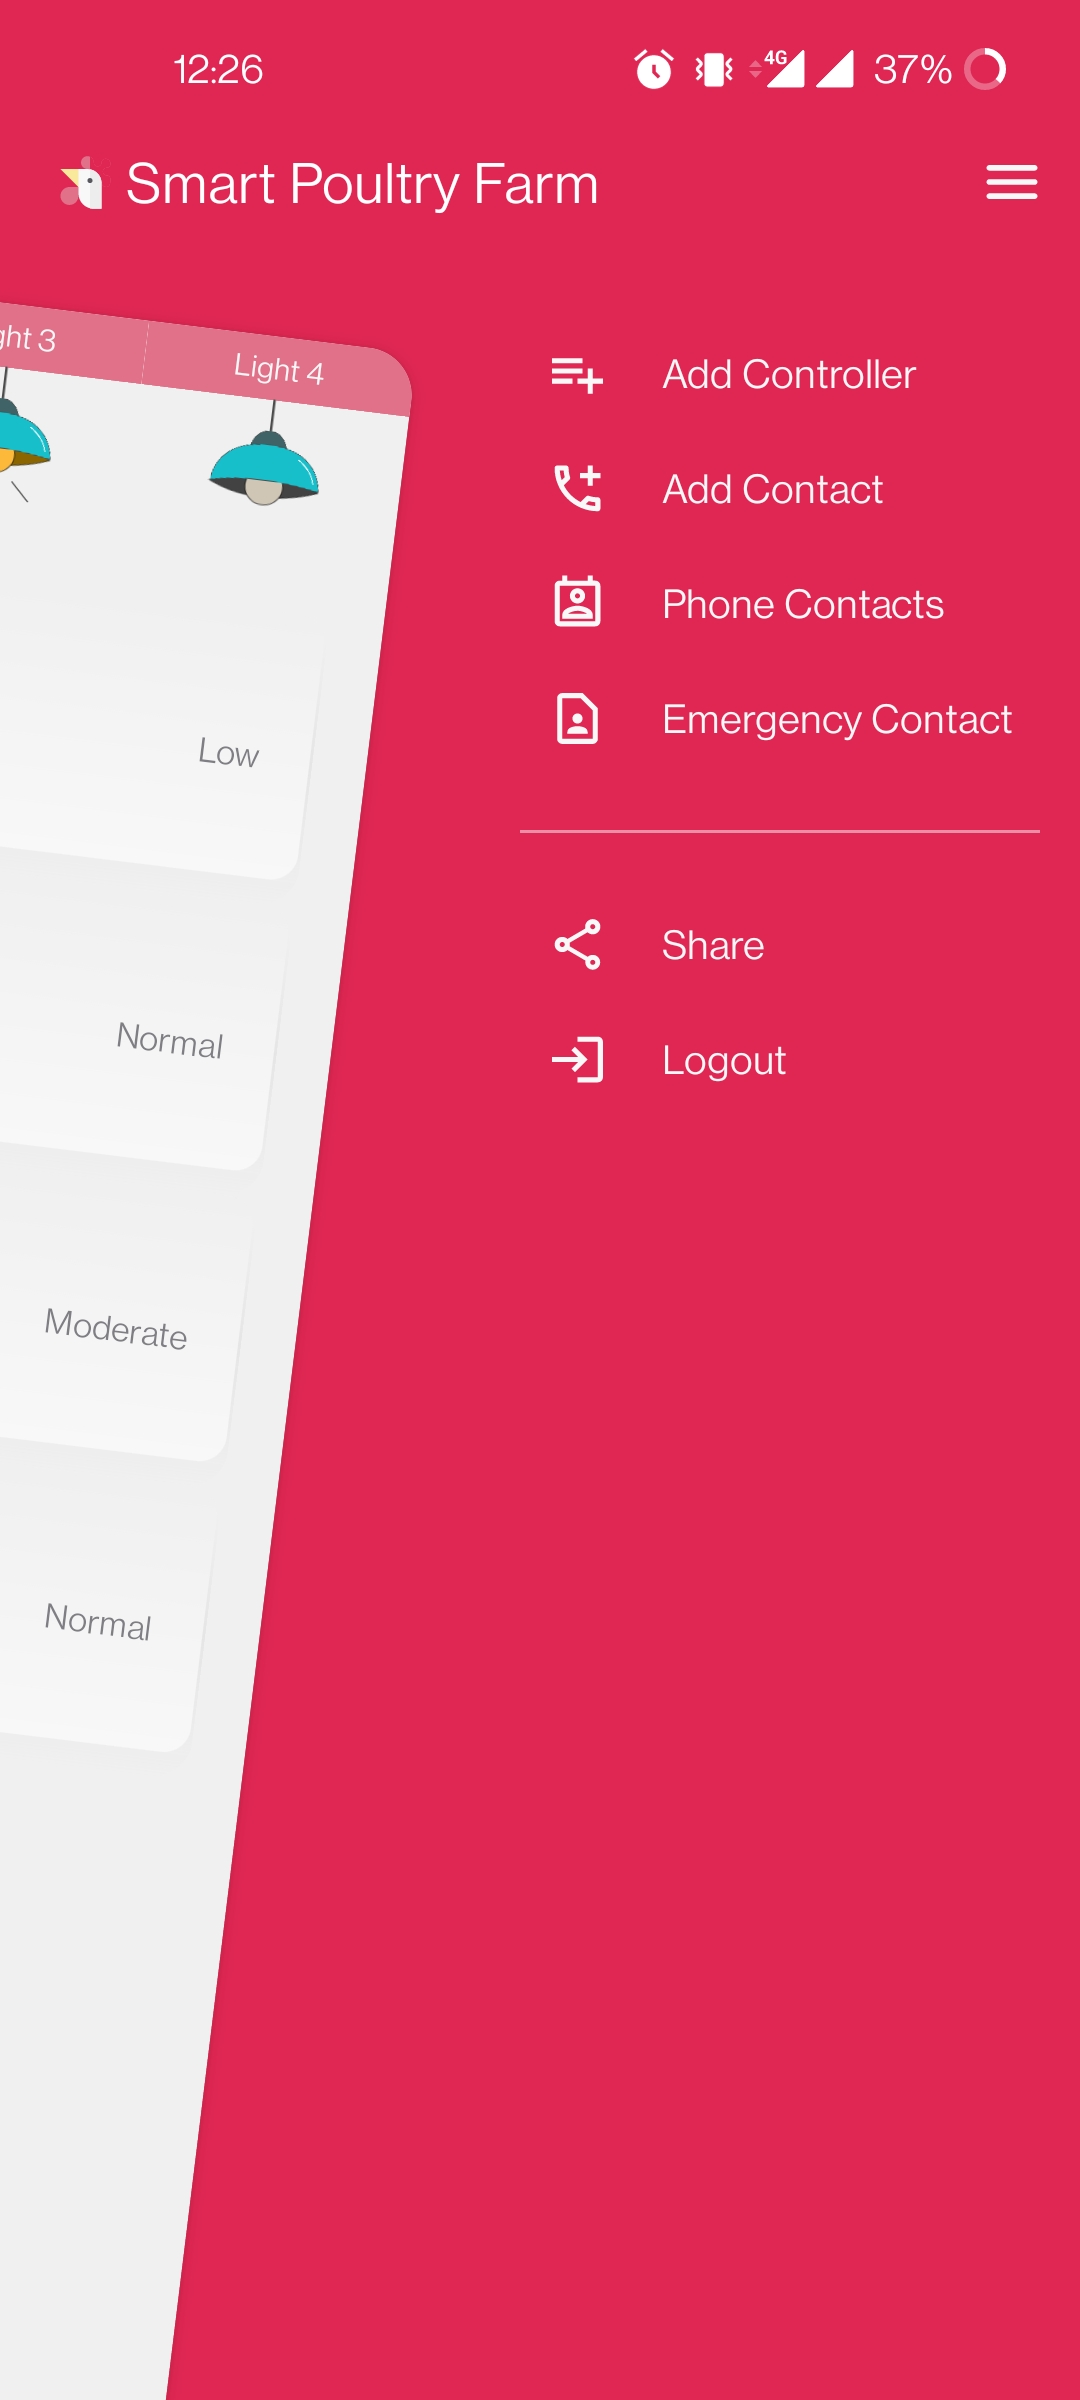 12:26
4G
37%
Smart Poultry Farm
ght 3
Light 4
Low
Normal
Moderate
Normal
Add Controller
Add Contact
Phone Contacts
Emergency Contact
Share
Logout